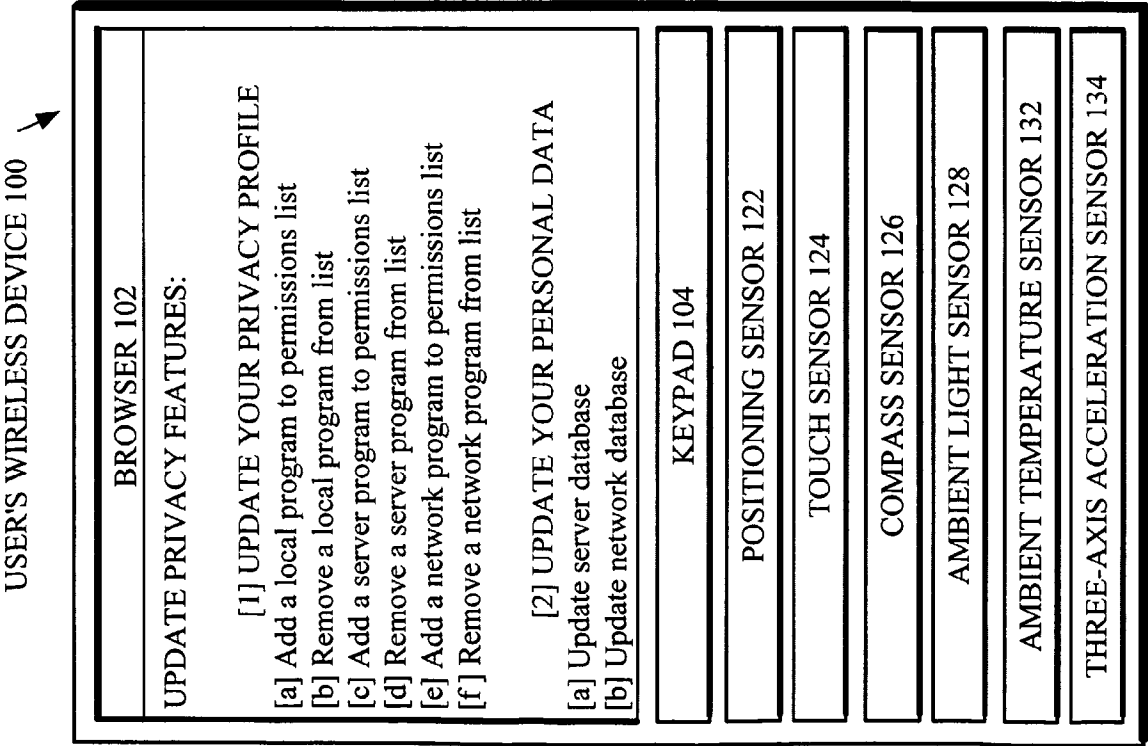 USER'S WIRELESS DEVICE 100
BROWSER 102
UPDATE PRIVACY FEATURES:
[1] UPDATE YOUR PRIVACY PROFILE
[a] Add a local program to permissions list
[b] Remove a local program from list
[c] Add a server program to permissions list
[d] Remove a server program from list
[e] Add a network program to permissions list
[f] Remove a network program from list
[2] UPDATE YOUR PERSONAL DATA
[a] Update server database
[b] Update network database
KEYPAD 104
POSITIONING SENSOR 122
TOUCH SENSOR 124
COMPASS SENSOR 126
AMBIENT LIGHT SENSOR 128
AMBIENT TEMPERATURE SENSOR 132
THREE-AXIS ACCELERATION SENSOR 134